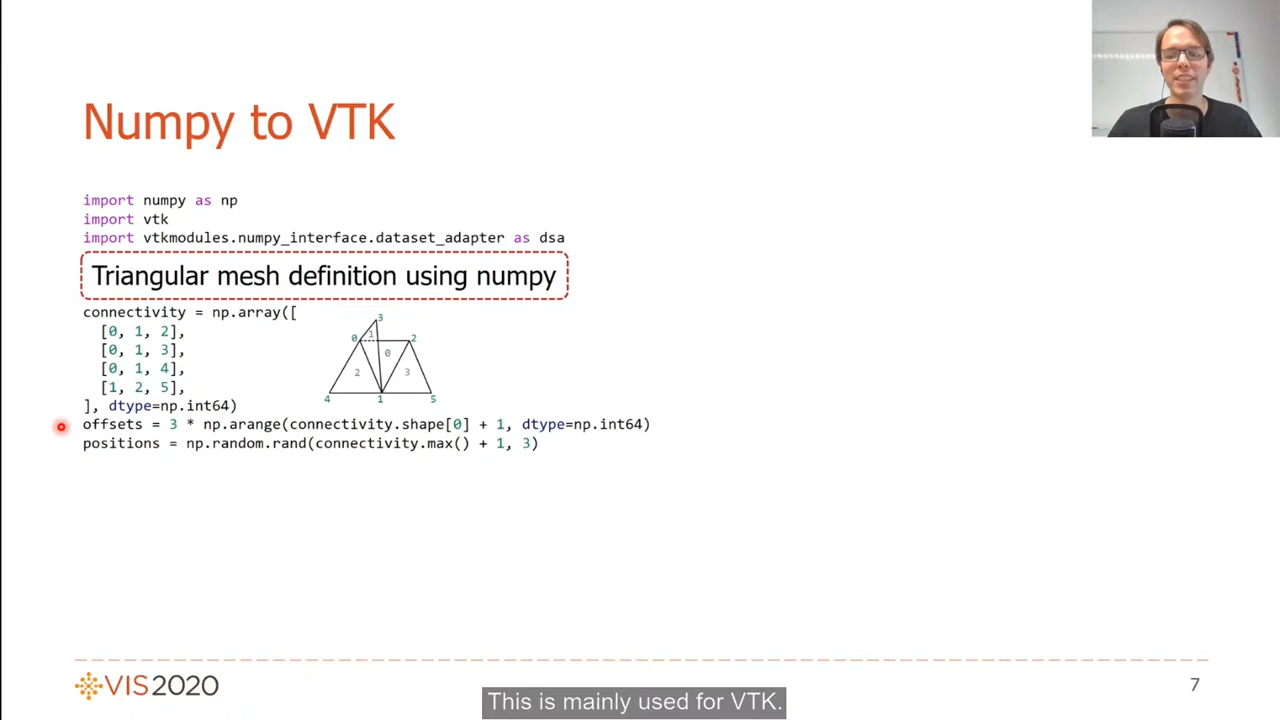 Numpy to VTK
import numpy as np
import vtk
import vtkmodules.numpy_interface.dataset_adapter as dsa
Triangular mesh definition using numpy
connectivity = np.array([
[0, 1, 2],
[0, 1, 3],
[0, 1, 4],
[1, 2, 5],
], dtype=np.int64)
3
0 1 2
0
2 3
4 1 5
offsets = 3 * np.arange(connectivity.shape[0] + 1, dtype=np.int64)
positions = np.random.rand(connectivity.max() + 1, 3)
VIS2020
7
This is mainly used for VTK.